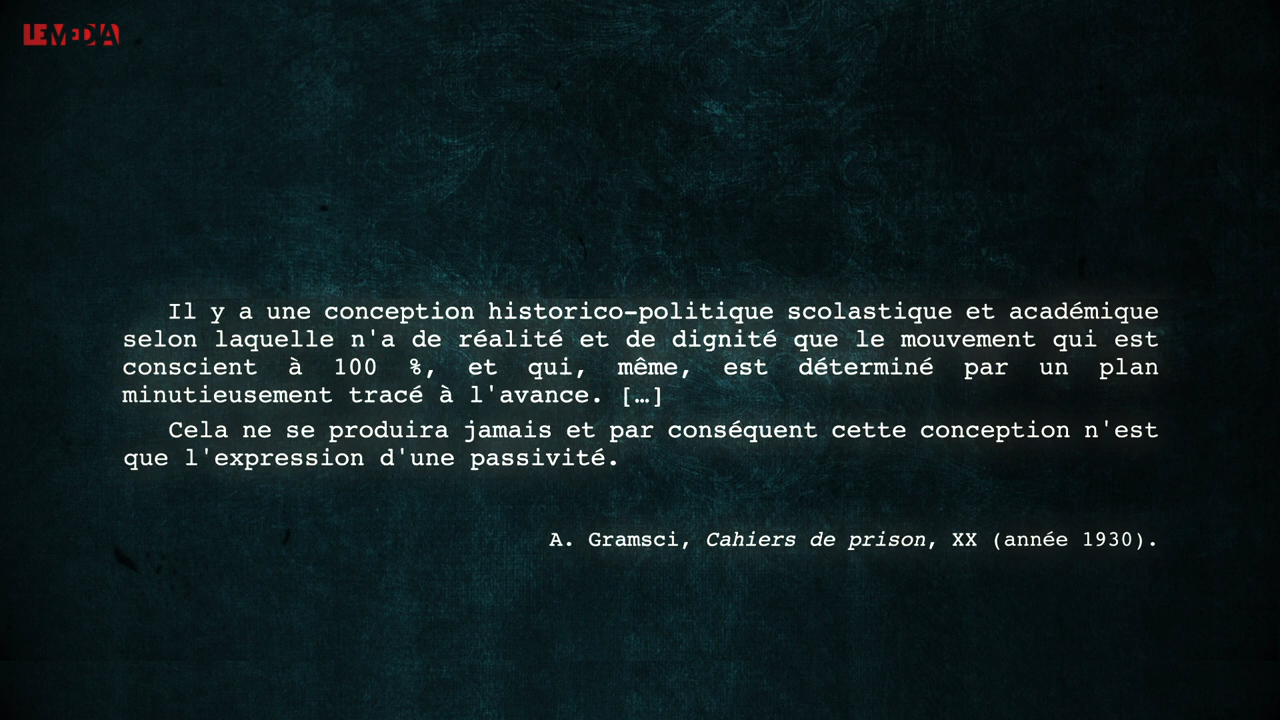 LEMEDIA
Il y a une conception historico-politique scolastique et académique
selon laquelle n'a de réalité et de dignité que le mouvement qui est
conscient à 100 %, et qui, même, est déterminé par un plan
minutieusement tracé à l'avance. […]
Cela ne se produira jamais et par conséquent cette conception n'est
que l'expression d'une passivité.
A. Gramsci, Cahiers de prison, XX (année 1930).